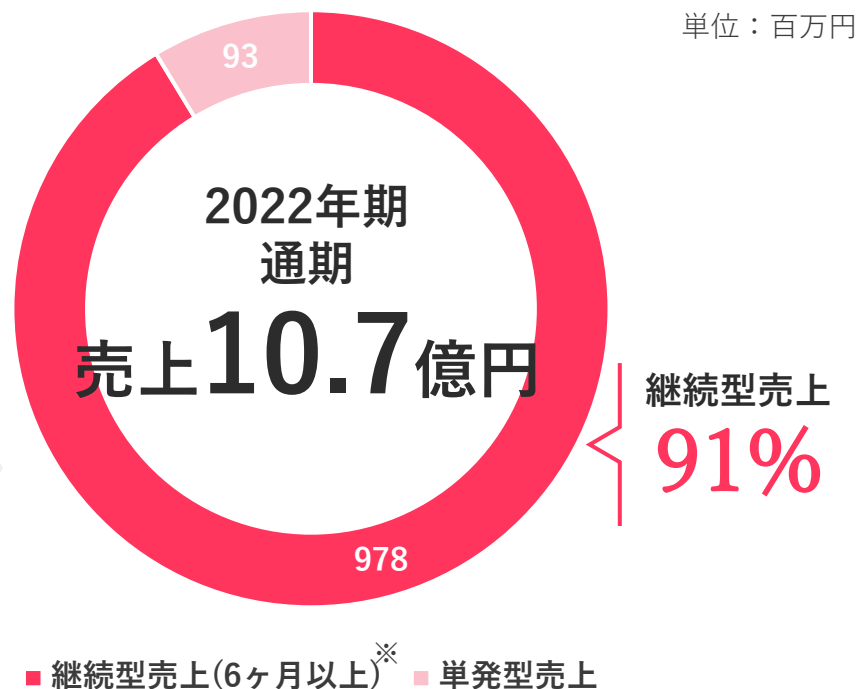 単位：百万円
93
2022年期
通期
売上10.7億円
継続型売上
91%
978
継続型売上(6ヶ月以上)※ 単発型売上